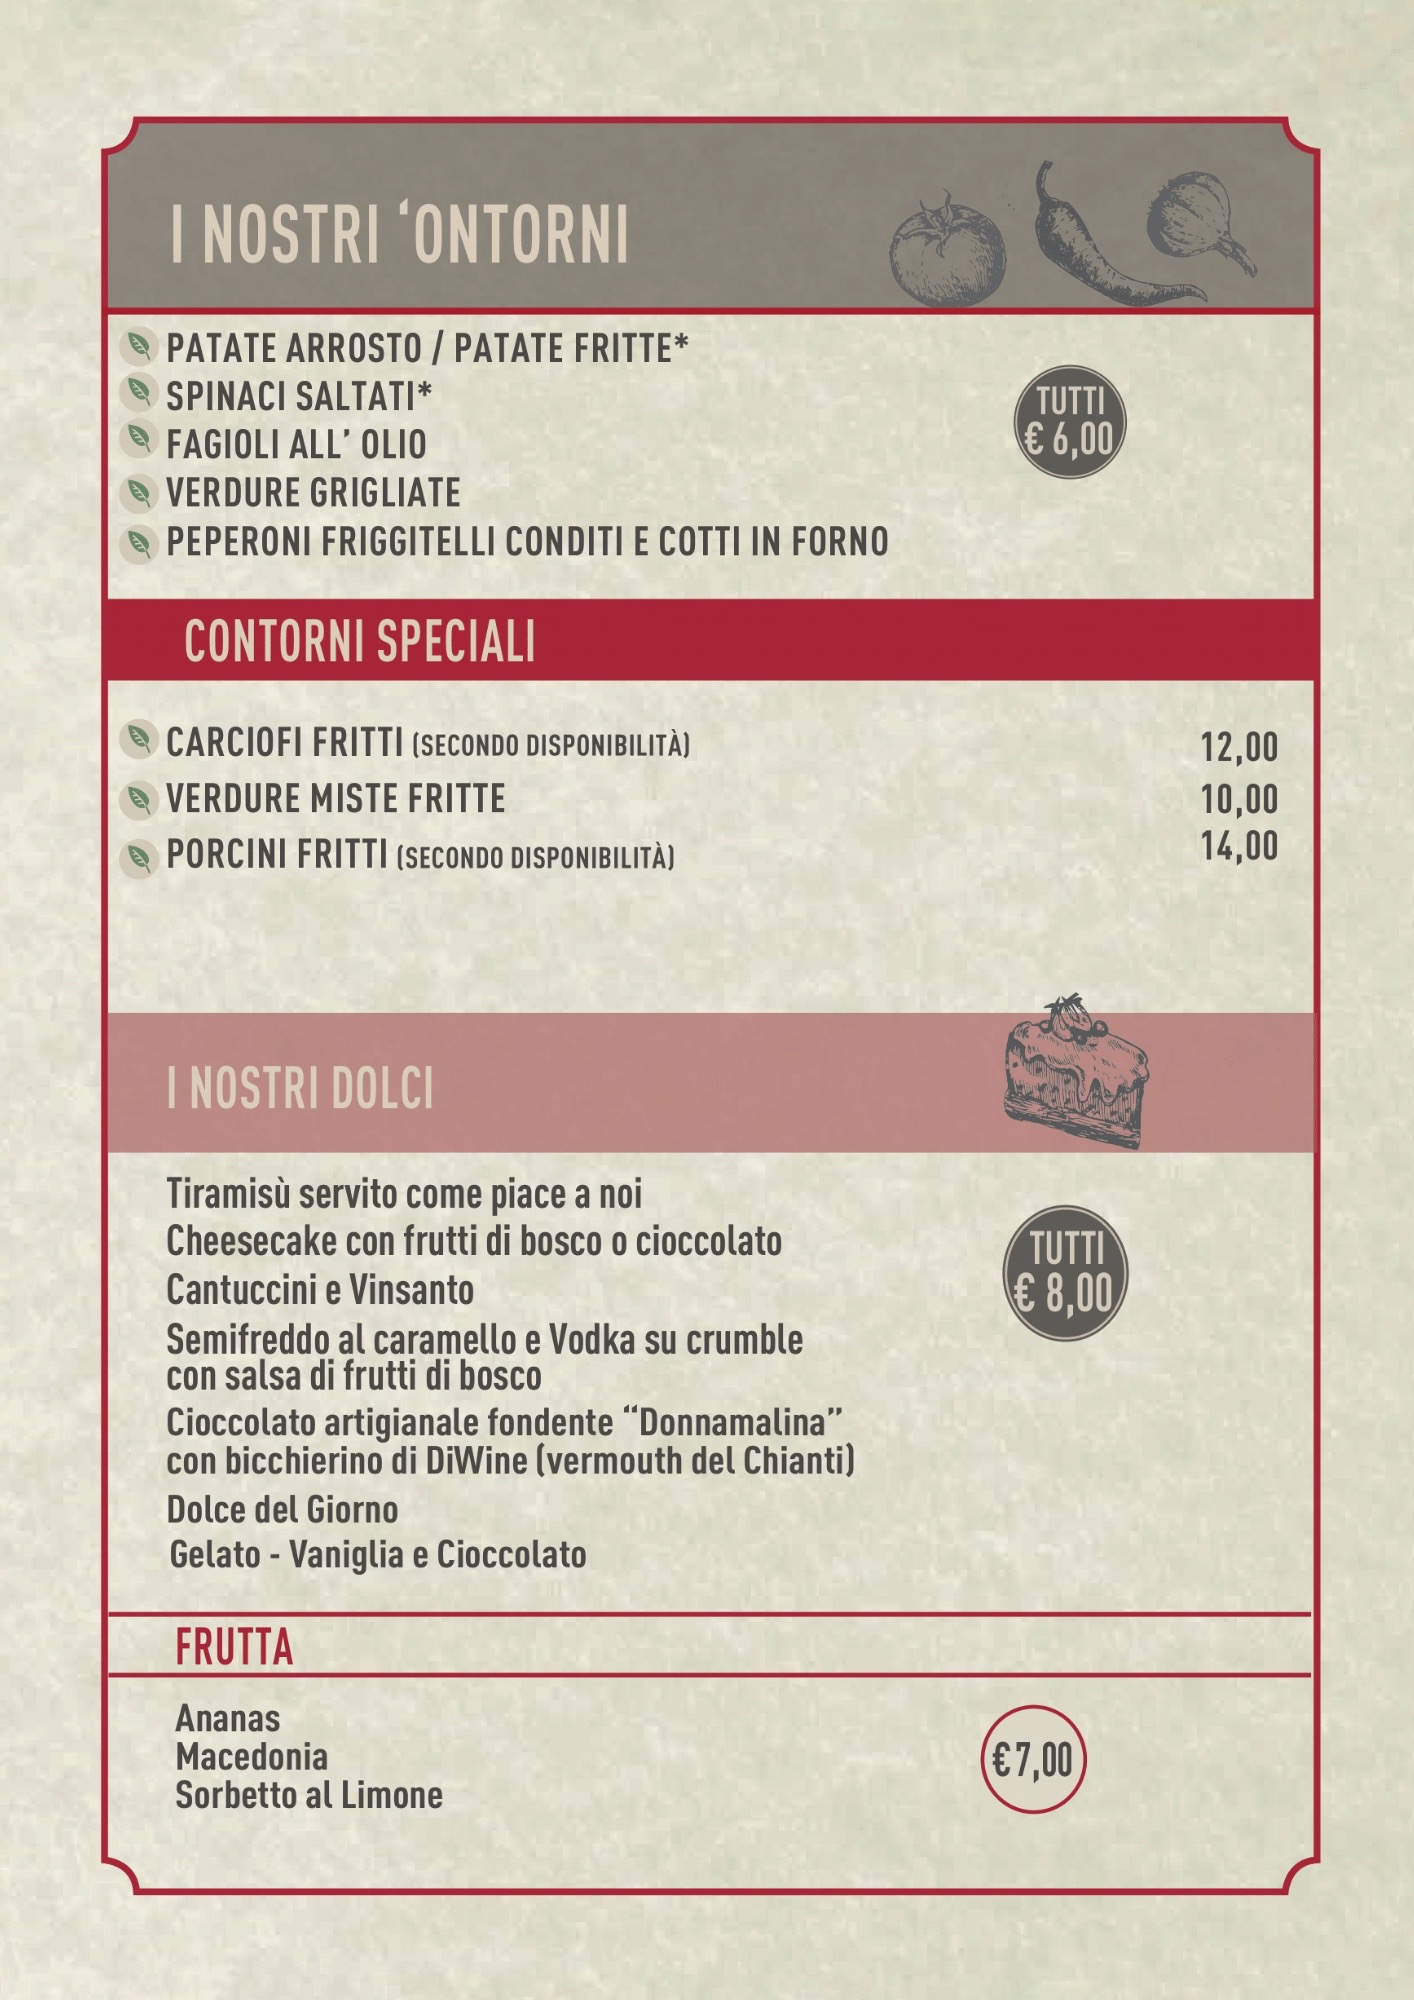 I NOSTRI ‘ONTORNI
PATATE ARROSTO / PATATE FRITTE*
SPINACI SALTATI*
FAGIOLI ALL’ OLIO
VERDURE GRIGLIATE
PEPERONI FRIGGITELLI CONDITI E COTTI IN FORNO
TUTTI
€ 6,00
CONTORNI SPECIALI
CARCIOFI FRITTI (SECONDO DISPONIBILITÀ) 12,00
VERDURE MISTE FRITTE 10,00
PORCINI FRITTI (SECONDO DISPONIBILITÀ) 14,00
I NOSTRI DOLCI
Tiramisù servito come piace a noi
Cheesecake con frutti di bosco o cioccolato
Cantuccini e Vinsanto
Semifreddo al caramello e Vodka su crumble
con salsa di frutti di bosco
Cioccolato artigianale fondente “Donnamalina”
con bicchierino di DiWine (vermouth del Chianti)
Dolce del Giorno
Gelato - Vaniglia e Cioccolato
TUTTI
€ 8,00
FRUTTA
Ananas
Macedonia
Sorbetto al Limone
€ 7,00